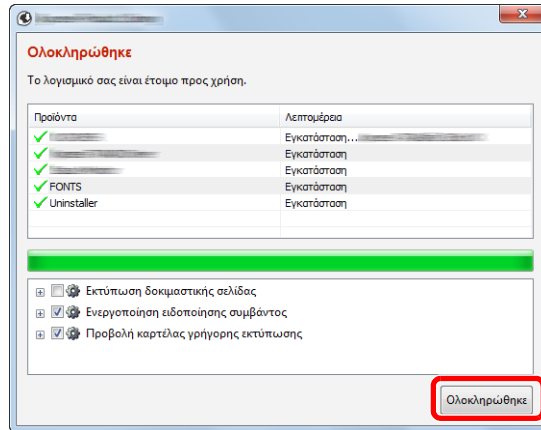 Ολοκληρώθηκε
Το λογισμικό σας είναι έτοιμο προς χρήση.
Προϊόντα Λεπτομέρεια
Εγκατάσταση...
Εγκατάσταση
Εγκατάσταση
FONTS Εγκατάσταση
Uninstaller Εγκατάσταση
Εκτύπωση δοκιμαστικής σελίδας
Ενεργοποίηση ειδοποίησης συμβάντος
Προβολή καρτέλας γρήγορης εκτύπωσης
Ολοκληρώθηκε